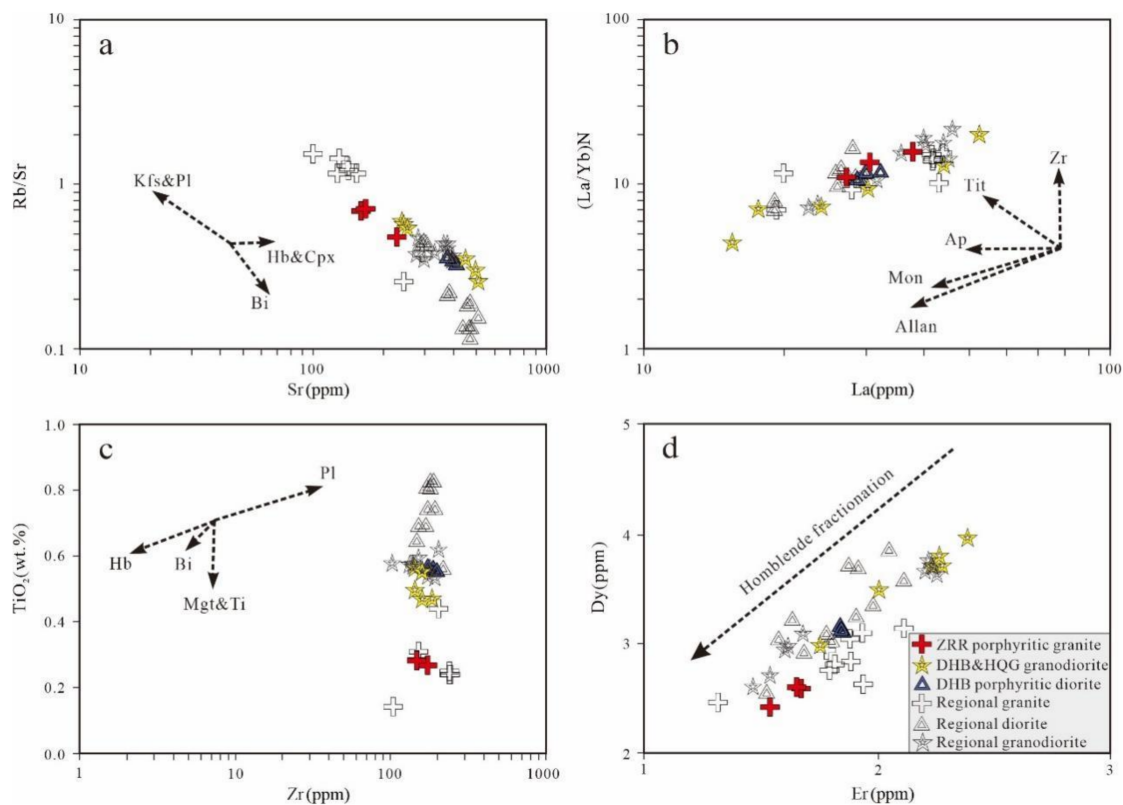 a
10
1
0.1
Rb/Sr
Kfs&Pl
Hb&Cpx
Bi
10
100
1000
Sr(ppm)
b
100
10
1
(La/Yb)N
Zr
Tit
Ap
Mon
Allan
10
100
La(ppm)
c
1.0
0.8
0.6
0.4
0.2
0.0
TiO2(wt.%)
Pl
Hb
Bi
Mgt&Ti
1
10
100
1000
Zr(ppm)
d
5
4
3
2
Dy(ppm)
Homblende fractionation
ZRR porphyritic granite
DHB&HQG granodiorite
DHB porphyritic diorite
Regional granite
Regional diorite
Regional granodiorite
1
2
3
Er(ppm)